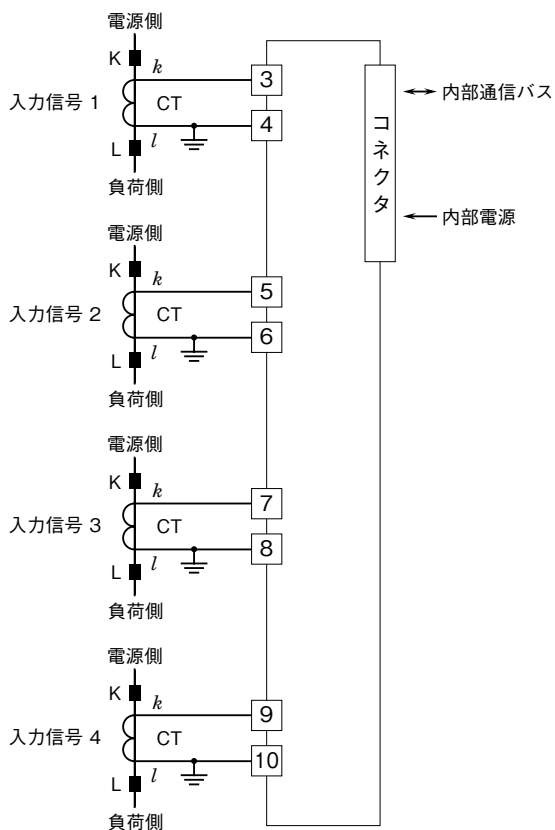 電源側
K
k
3
入力信号 1
CT
4
L
l
負荷側
コネクタ
内部通信バス
内部電源
電源側
K
k
5
入力信号 2
CT
6
L
l
負荷側
電源側
K
k
7
入力信号 3
CT
8
L
l
負荷側
電源側
K
k
9
入力信号 4
CT
10
L
l
負荷側